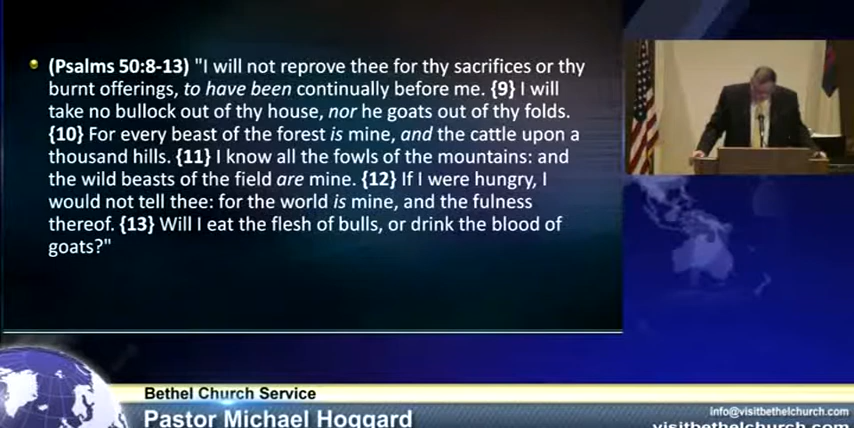 (Psalms 50:8-13) "I will not reprove thee for thy sacrifices or thy
burnt offerings, to have been continually before me. {9} I will
take no bullock out of thy house, nor he goats out of thy folds.
{10} For every beast of the forest is mine, and the cattle upon a
thousand hills. {11} I know all the fowls of the mountains: and
the wild beasts of the field are mine. {12} If I were hungry, I
would not tell thee: for the world is mine, and the fulness
thereof. {13} Will I eat the flesh of bulls, or drink the blood of
goats?"
Bethel Church Service
Pastor Michael Hoggard
info@visitbethelchurch.com
visitbethelchurch.com